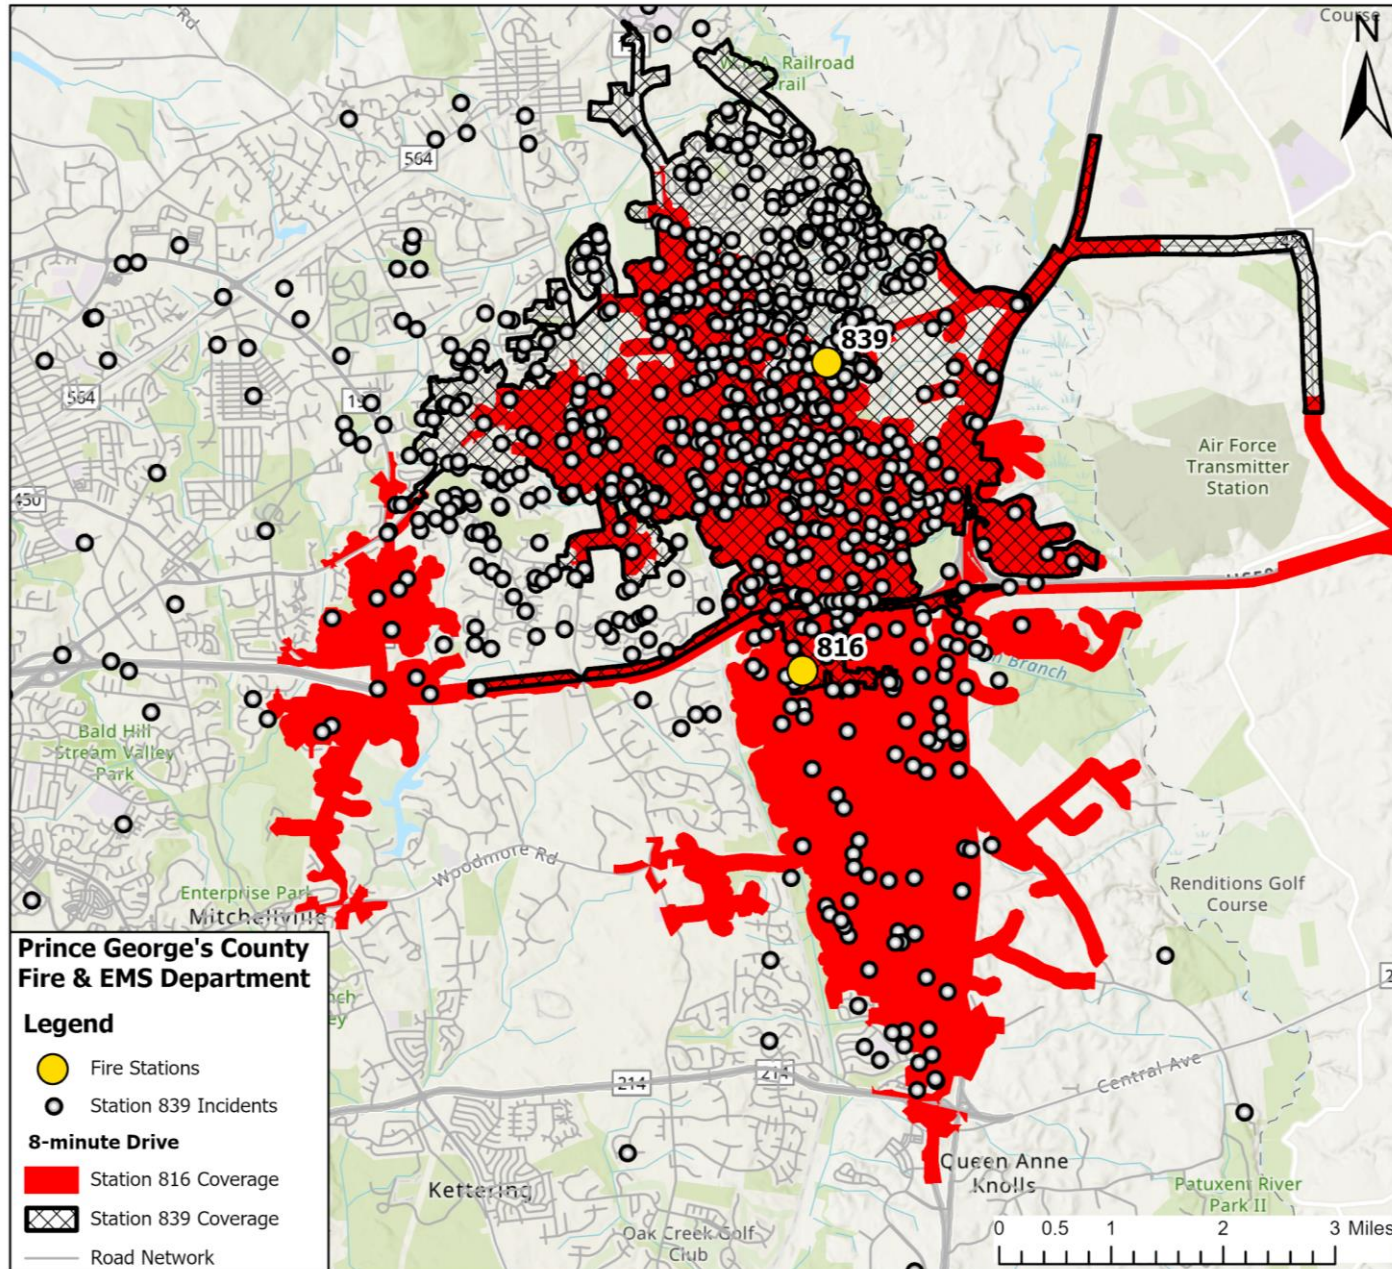 Course
N
W.B.A. Railroad
Trail
564
839
19
564
Air Force
Transmitter
Station
450
US50
816
Branch
Bald Hill
Stream Valley
Park
Woodmore Rd
Enterprise Park
Mitchellville
Renditions Golf
Course
Prince George's County
Fire & EMS Department
Legend
Fire Stations
Station 839 Incidents
8-minute Drive
Station 816 Coverage
Station 839 Coverage
Road Network
214
214
Central Ave
Queen Anne
Knolls
Kettering
Patuxent River
Park II
Oak Creek Golf
Club
0 0.5 1 2 3 Miles